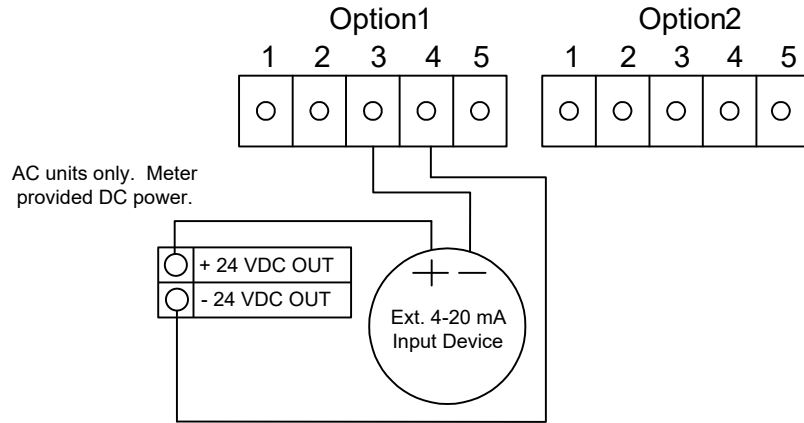 Option1 Option2
1 2 3 4 5 1 2 3 4 5
AC units only.  Meter
provided DC power.
+ 24 VDC OUT
- 24 VDC OUT
+ −
Ext. 4-20 mA
Input Device